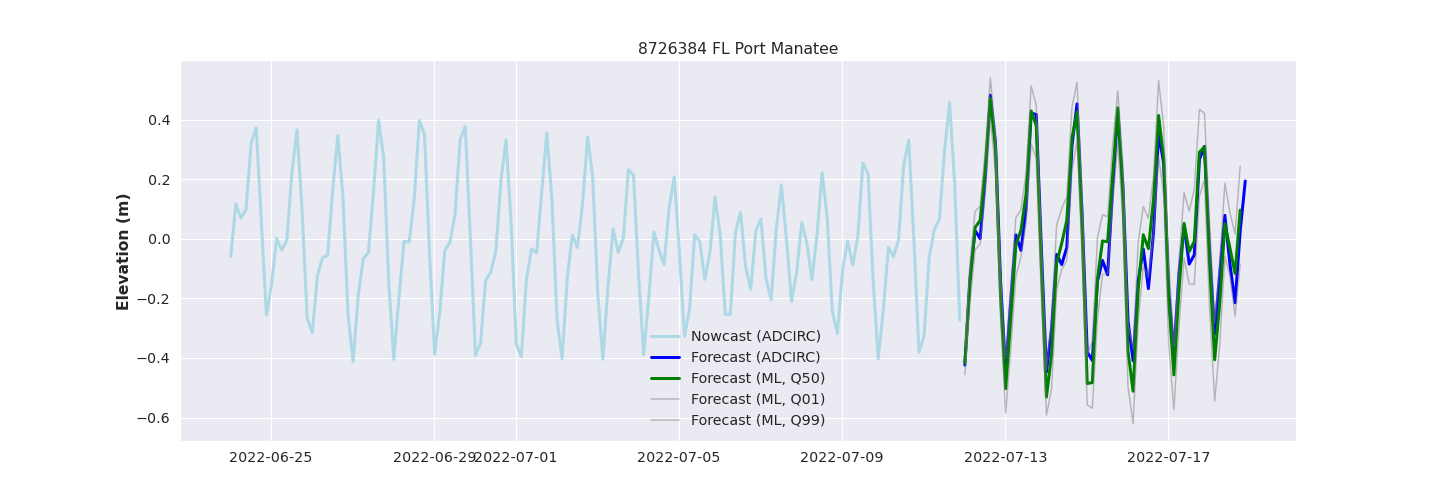 8726384 FL Port Manatee
Elevation (m)
0.4
0.2
0.0
−0.2
−0.4
−0.6
Nowcast (ADCIRC)
Forecast (ADCIRC)
Forecast (ML, Q50)
Forecast (ML, Q01)
Forecast (ML, Q99)
2022-06-25 2022-06-29 2022-07-01 2022-07-05 2022-07-09 2022-07-13 2022-07-17